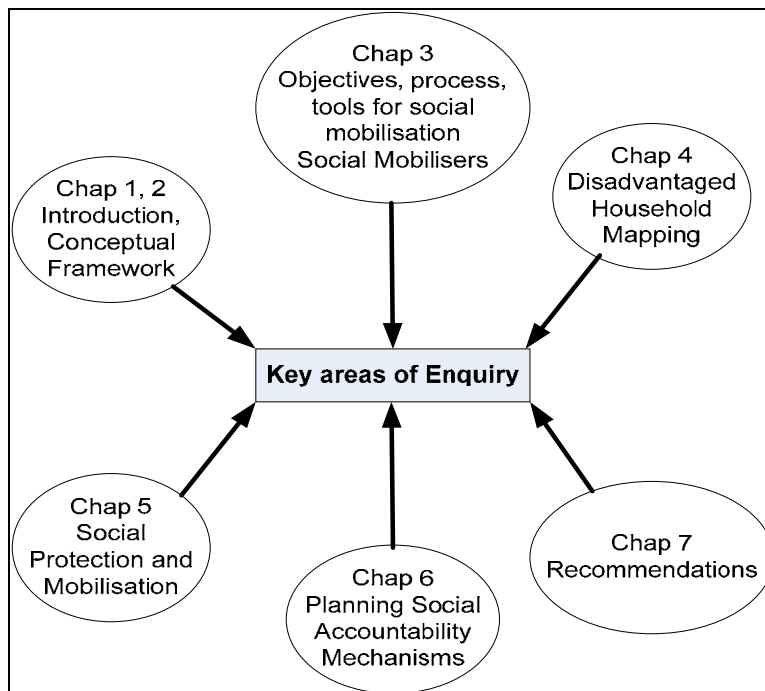 Chap 3
Objectives, process,
tools for social
mobilisation
Social Mobilisers
Chap 4
Disadvantaged
Household
Mapping
Chap 1, 2
Introduction,
Conceptual
Framework
Key areas of Enquiry
Chap 5
Social
Protection and
Mobilisation
Chap 6
Planning Social
Accountability
Mechanisms
Chap 7
Recommendations